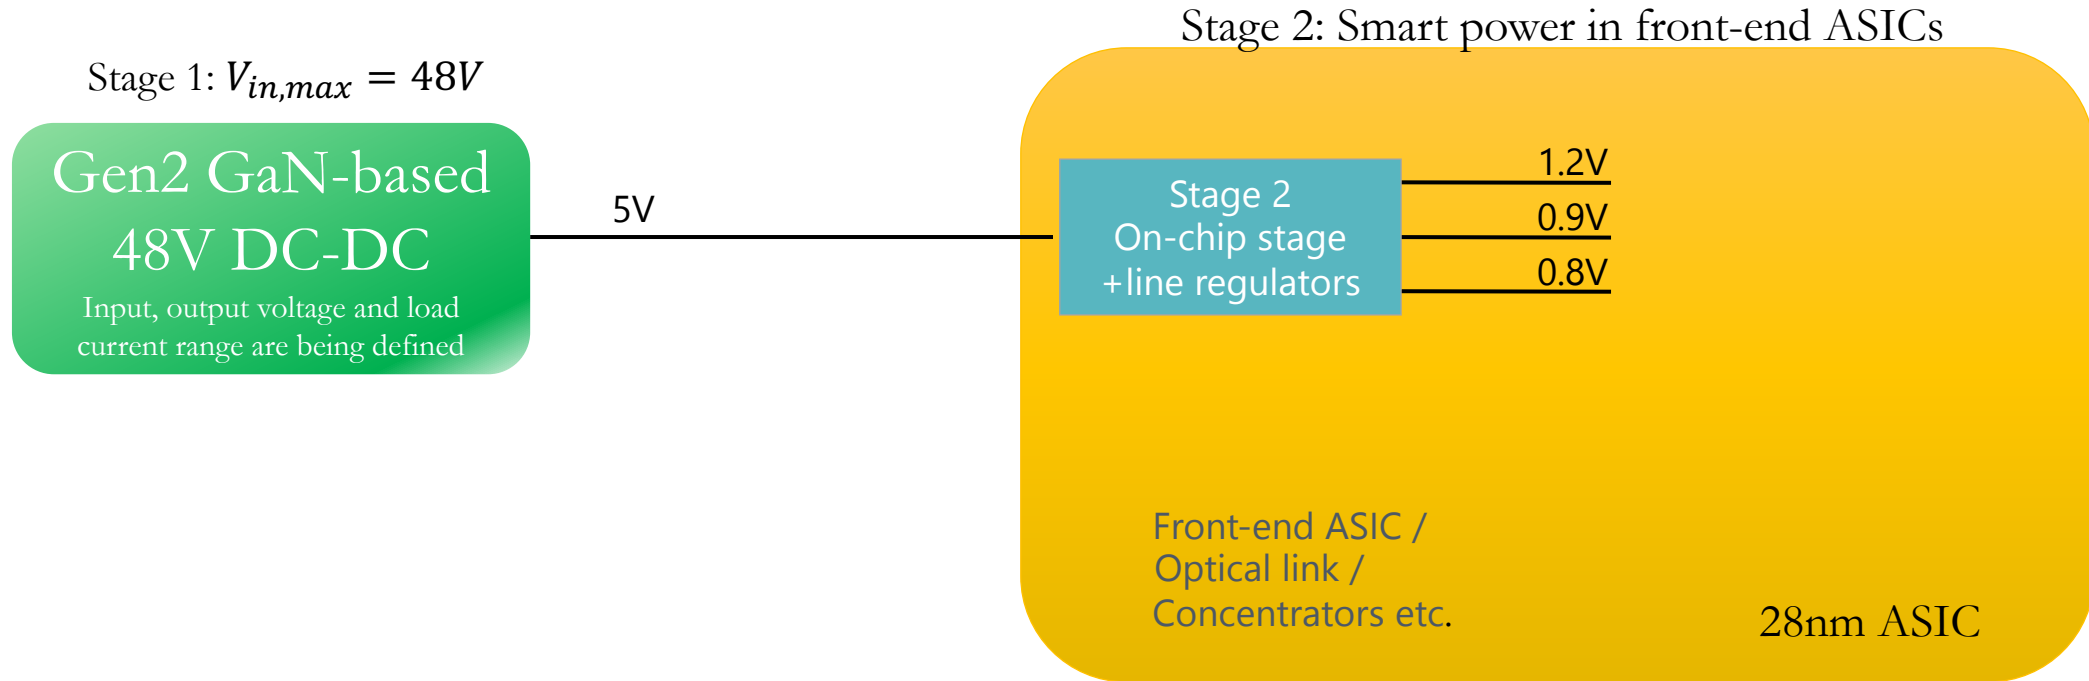 Stage 2: Smart power in front-end ASICs
Stage 1: V_{in,max} = 48V
Gen2 GaN-based
48V DC-DC
Input, output voltage and load
current range are being defined
5V
Stage 2
On-chip stage
+line regulators
1.2V
0.9V
0.8V
Front-end ASIC /
Optical link /
Concentrators etc.
28nm ASIC